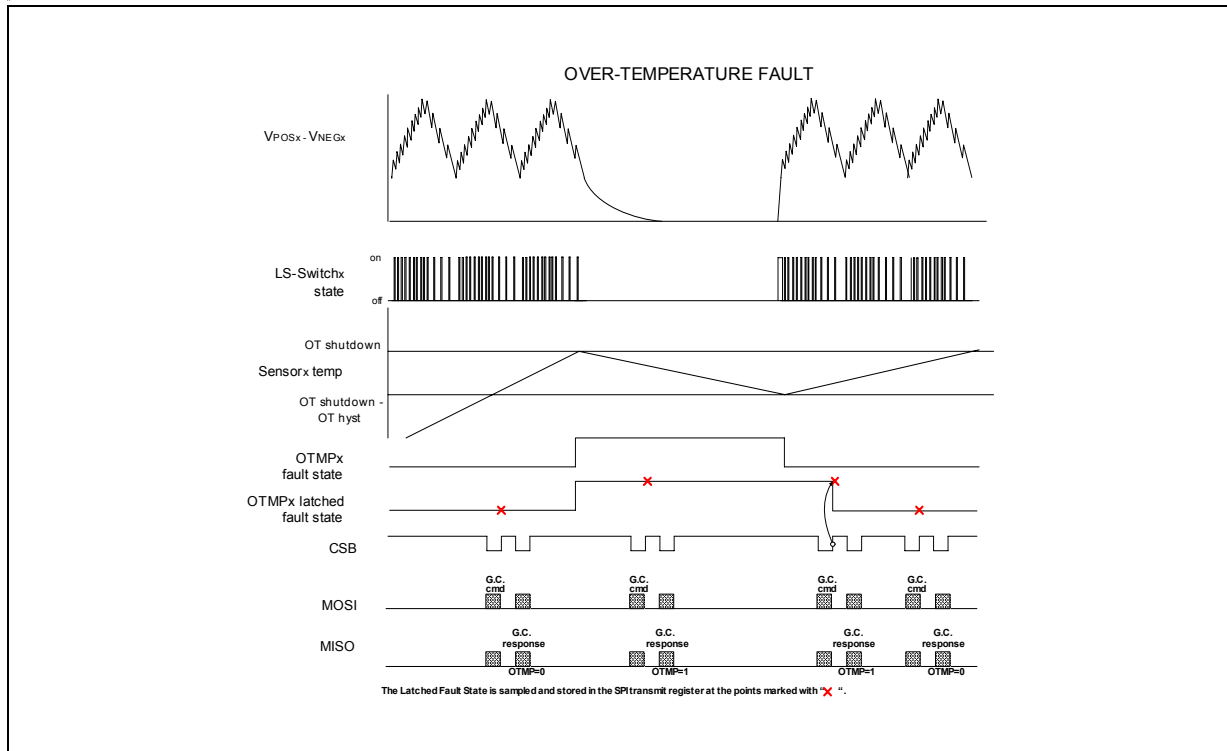 OVER-TEMPERATURE FAULT
VPOSx - VNEGx
on
LS-Switchx
state
off
OT shutdown
Sensorx temp
OT shutdown -
OT hyst
OTMPx
fault state
OTMPx latched
fault state
CSB
G.C.
cmd
G.C.
cmd
G.C.
cmd
G.C.
cmd
MOSI
G.C.
response
G.C.
response
G.C.
response
G.C.
response
MISO
OTMP=0
OTMP=1
OTMP=1
OTMP=0
The Latched Fault State is sampled and stored in the SPI transmit register at the points marked with “ “ .